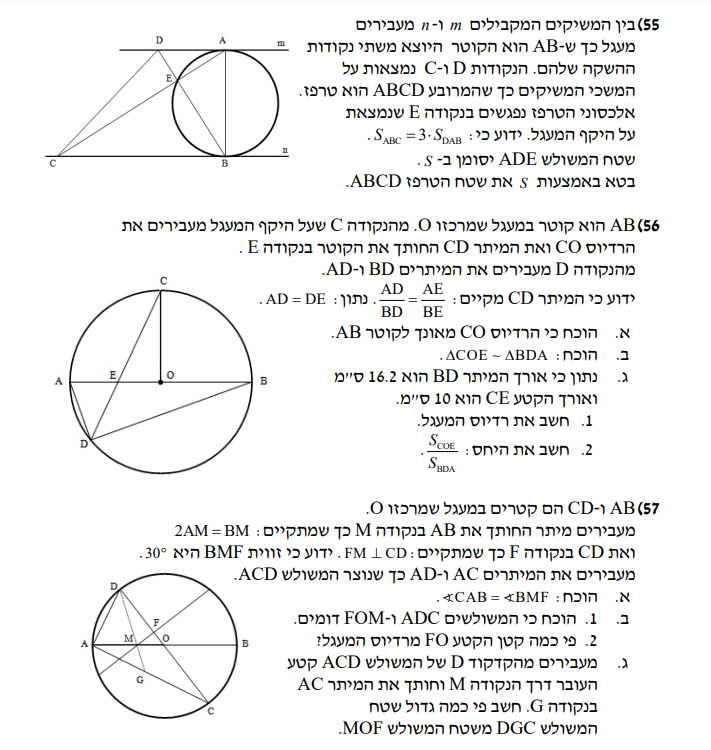 55) בין המשיקים המקבילים m ו-n מעבירים
מעגל כך ש-AB הוא הקוטר היוצא משתי נקודות
ההשקה שלהם. הנקודות D ו-C נמצאות על
המשכי המשיקים כך שהמרובע ABCD הוא טרפז.
אלכסוני הטרפז נפגשים בנקודה E שנמצאת
על היקף המעגל. ידוע כי: S_ABC = 3·S_DAB.
שטח המשולש ADE יסומן ב- s.
בטא באמצעות s את שטח הטרפז ABCD.
D A m
E
C B n
56) AB הוא קוטר במעגל שמרכזו O. מהנקודה C שעל היקף המעגל מעבירים את
הרדיוס CO ואת המיתר CD החותך את הקוטר בנקודה E.
מהנקודה D מעבירים את המיתרים BD ו-AD.
ידוע כי המיתר CD מקיים: AD/BD = AE/BE. נתון: AD = DE.
א. הוכח כי הרדיוס CO מאונך לקוטר AB.
ב. הוכח: ΔCOE ~ ΔBDA.
ג. נתון כי אורך המיתר BD הוא 16.2 ס״מ
ואורך הקטע CE הוא 10 ס״מ.
1. חשב את רדיוס המעגל.
2. חשב את היחס: S_COE/S_BDA.
C
A E O B
D
57) AB ו-CD הם קטרים במעגל שמרכזו O.
מעבירים מיתר החותך את AB בנקודה M כך שמתקיים: 2AM = BM
ואת CD בנקודה F כך שמתקיים: FM ⊥ CD. ידוע כי זווית BMF היא 30°.
מעבירים את המיתרים AC ו-AD כך שנוצר המשולש ACD.
א. הוכח: ∢CAB = ∢BMF.
ב. 1. הוכח כי המשולשים ADC ו-FOM דומים.
2. פי כמה קטן הקטע FO מרדיוס המעגל?
ג. מעבירים מהקדקוד D של המשולש ACD קטע
העובר דרך הנקודה M וחותך את המיתר AC
בנקודה G. חשב פי כמה גדול שטח
המשולש DGC משטח המשולש MOF.
D
F
A M O B
G
C